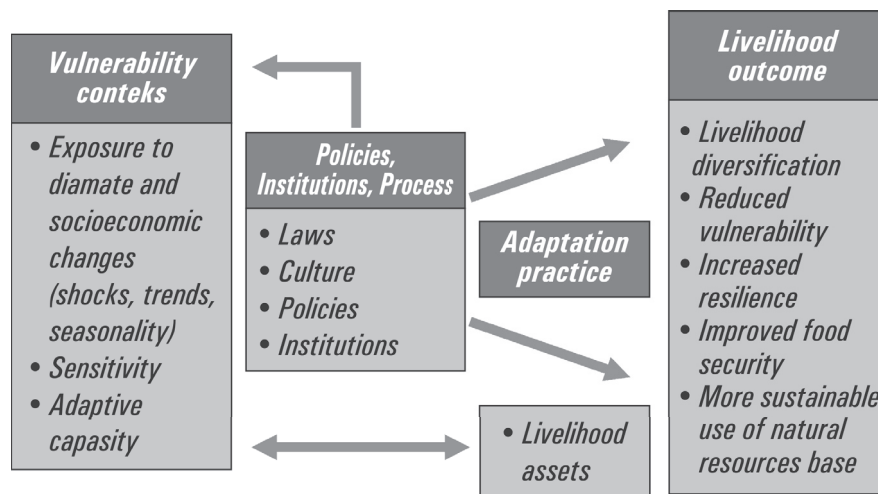 Vulnerability
conteks
• Exposure to
diamate and
socioeconomic
changes
(shocks, trends,
seasonality)
• Sensitivity
• Adaptive
capasity
Policies,
Institutions, Process
• Laws
• Culture
• Policies
• Institutions
Adaptation
practice
• Livelihood
assets
Livelihood
outcome
• Livelihood
diversification
• Reduced
vulnerability
• Increased
resilience
• Improved food
security
• More sustainable
use of natural
resources base